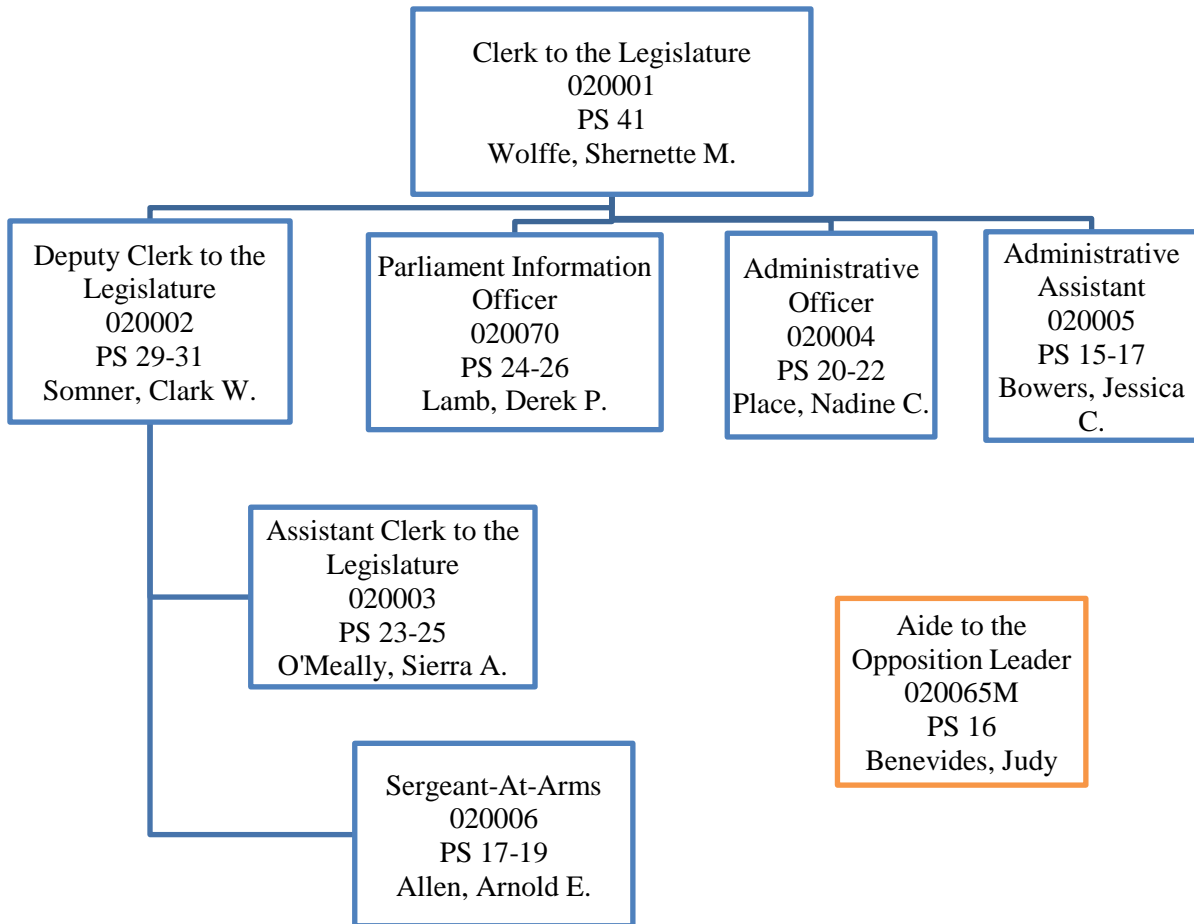 Clerk to the Legislature
020001
PS 41
Wolffe, Shernette M.
Deputy Clerk to the
Legislature
020002
PS 29-31
Somner, Clark W.
Parliament Information
Officer
020070
PS 24-26
Lamb, Derek P.
Administrative
Officer
020004
PS 20-22
Place, Nadine C.
Administrative
Assistant
020005
PS 15-17
Bowers, Jessica
C.
Assistant Clerk to the
Legislature
020003
PS 23-25
O'Meally, Sierra A.
Aide to the
Opposition Leader
020065M
PS 16
Benevides, Judy
Sergeant-At-Arms
020006
PS 17-19
Allen, Arnold E.